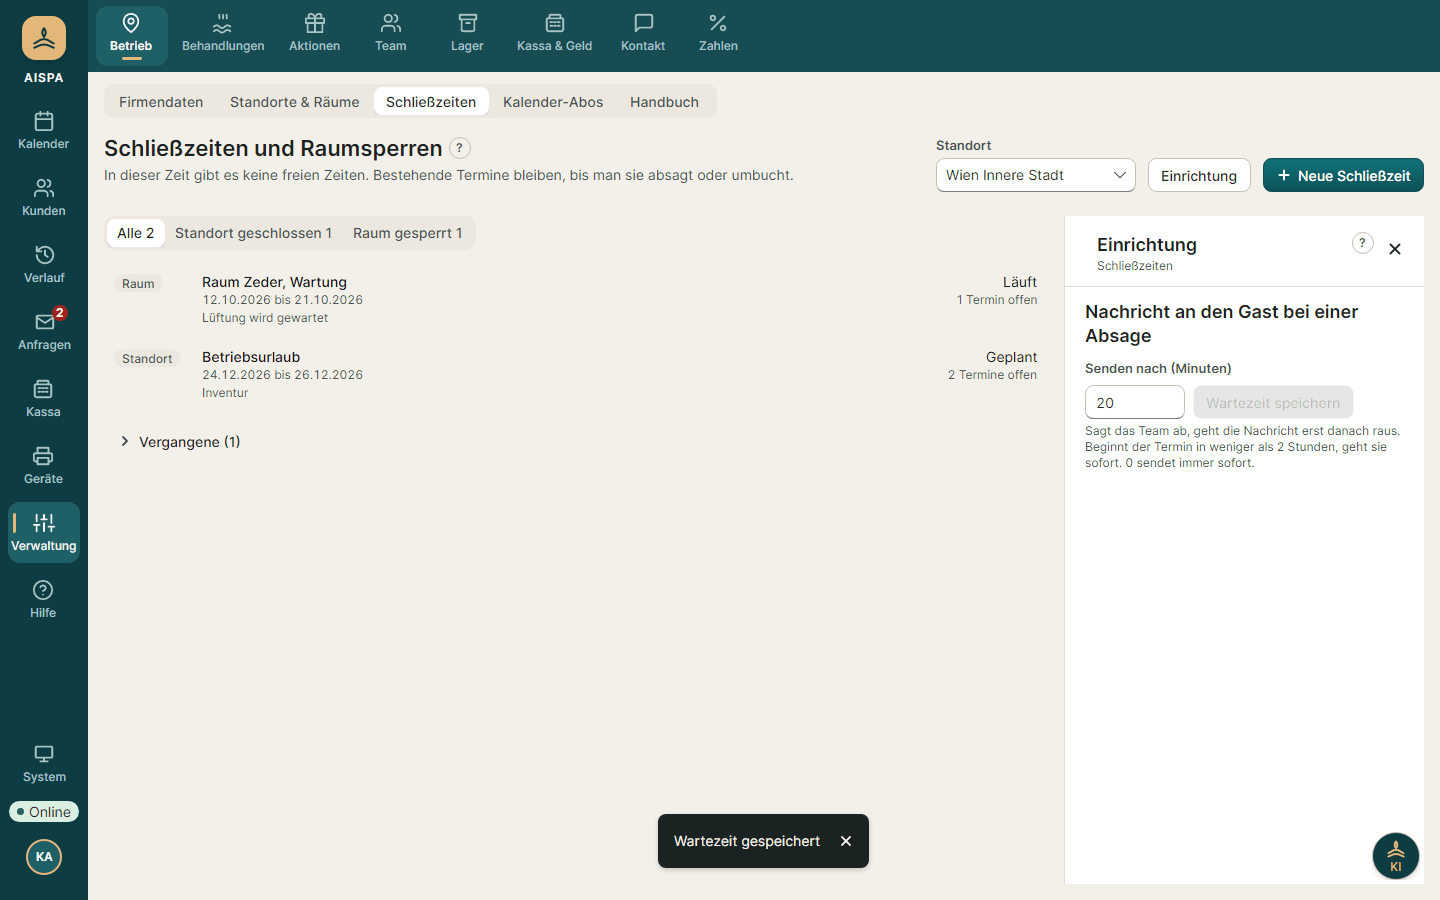 AISPA
Kalender
Kunden
Verlauf
2
Anfragen
Kassa
Geräte
Verwaltung
Hilfe
System
Online
KA
Betrieb
Behandlungen
Aktionen
Team
Lager
Kassa & Geld
Kontakt
Zahlen
Firmendaten
Standorte & Räume
Schließzeiten
Kalender-Abos
Handbuch
Schließzeiten und Raumsperren ?
In dieser Zeit gibt es keine freien Zeiten. Bestehende Termine bleiben, bis man sie absagt oder umbucht.
Standort
Wien Innere Stadt
Einrichtung
+ Neue Schließzeit
Alle 2
Standort geschlossen 1
Raum gesperrt 1
Raum
Raum Zeder, Wartung
12.10.2026 bis 21.10.2026
Lüftung wird gewartet
Läuft
1 Termin offen
Standort
Betriebsurlaub
24.12.2026 bis 26.12.2026
Inventur
Geplant
2 Termine offen
Vergangene (1)
Einrichtung
?
Schließzeiten
Nachricht an den Gast bei einer
Absage
Senden nach (Minuten)
20
Wartezeit speichern
Sagt das Team ab, geht die Nachricht erst danach raus.
Beginnt der Termin in weniger als 2 Stunden, geht sie
sofort. 0 sendet immer sofort.
Wartezeit gespeichert
KI